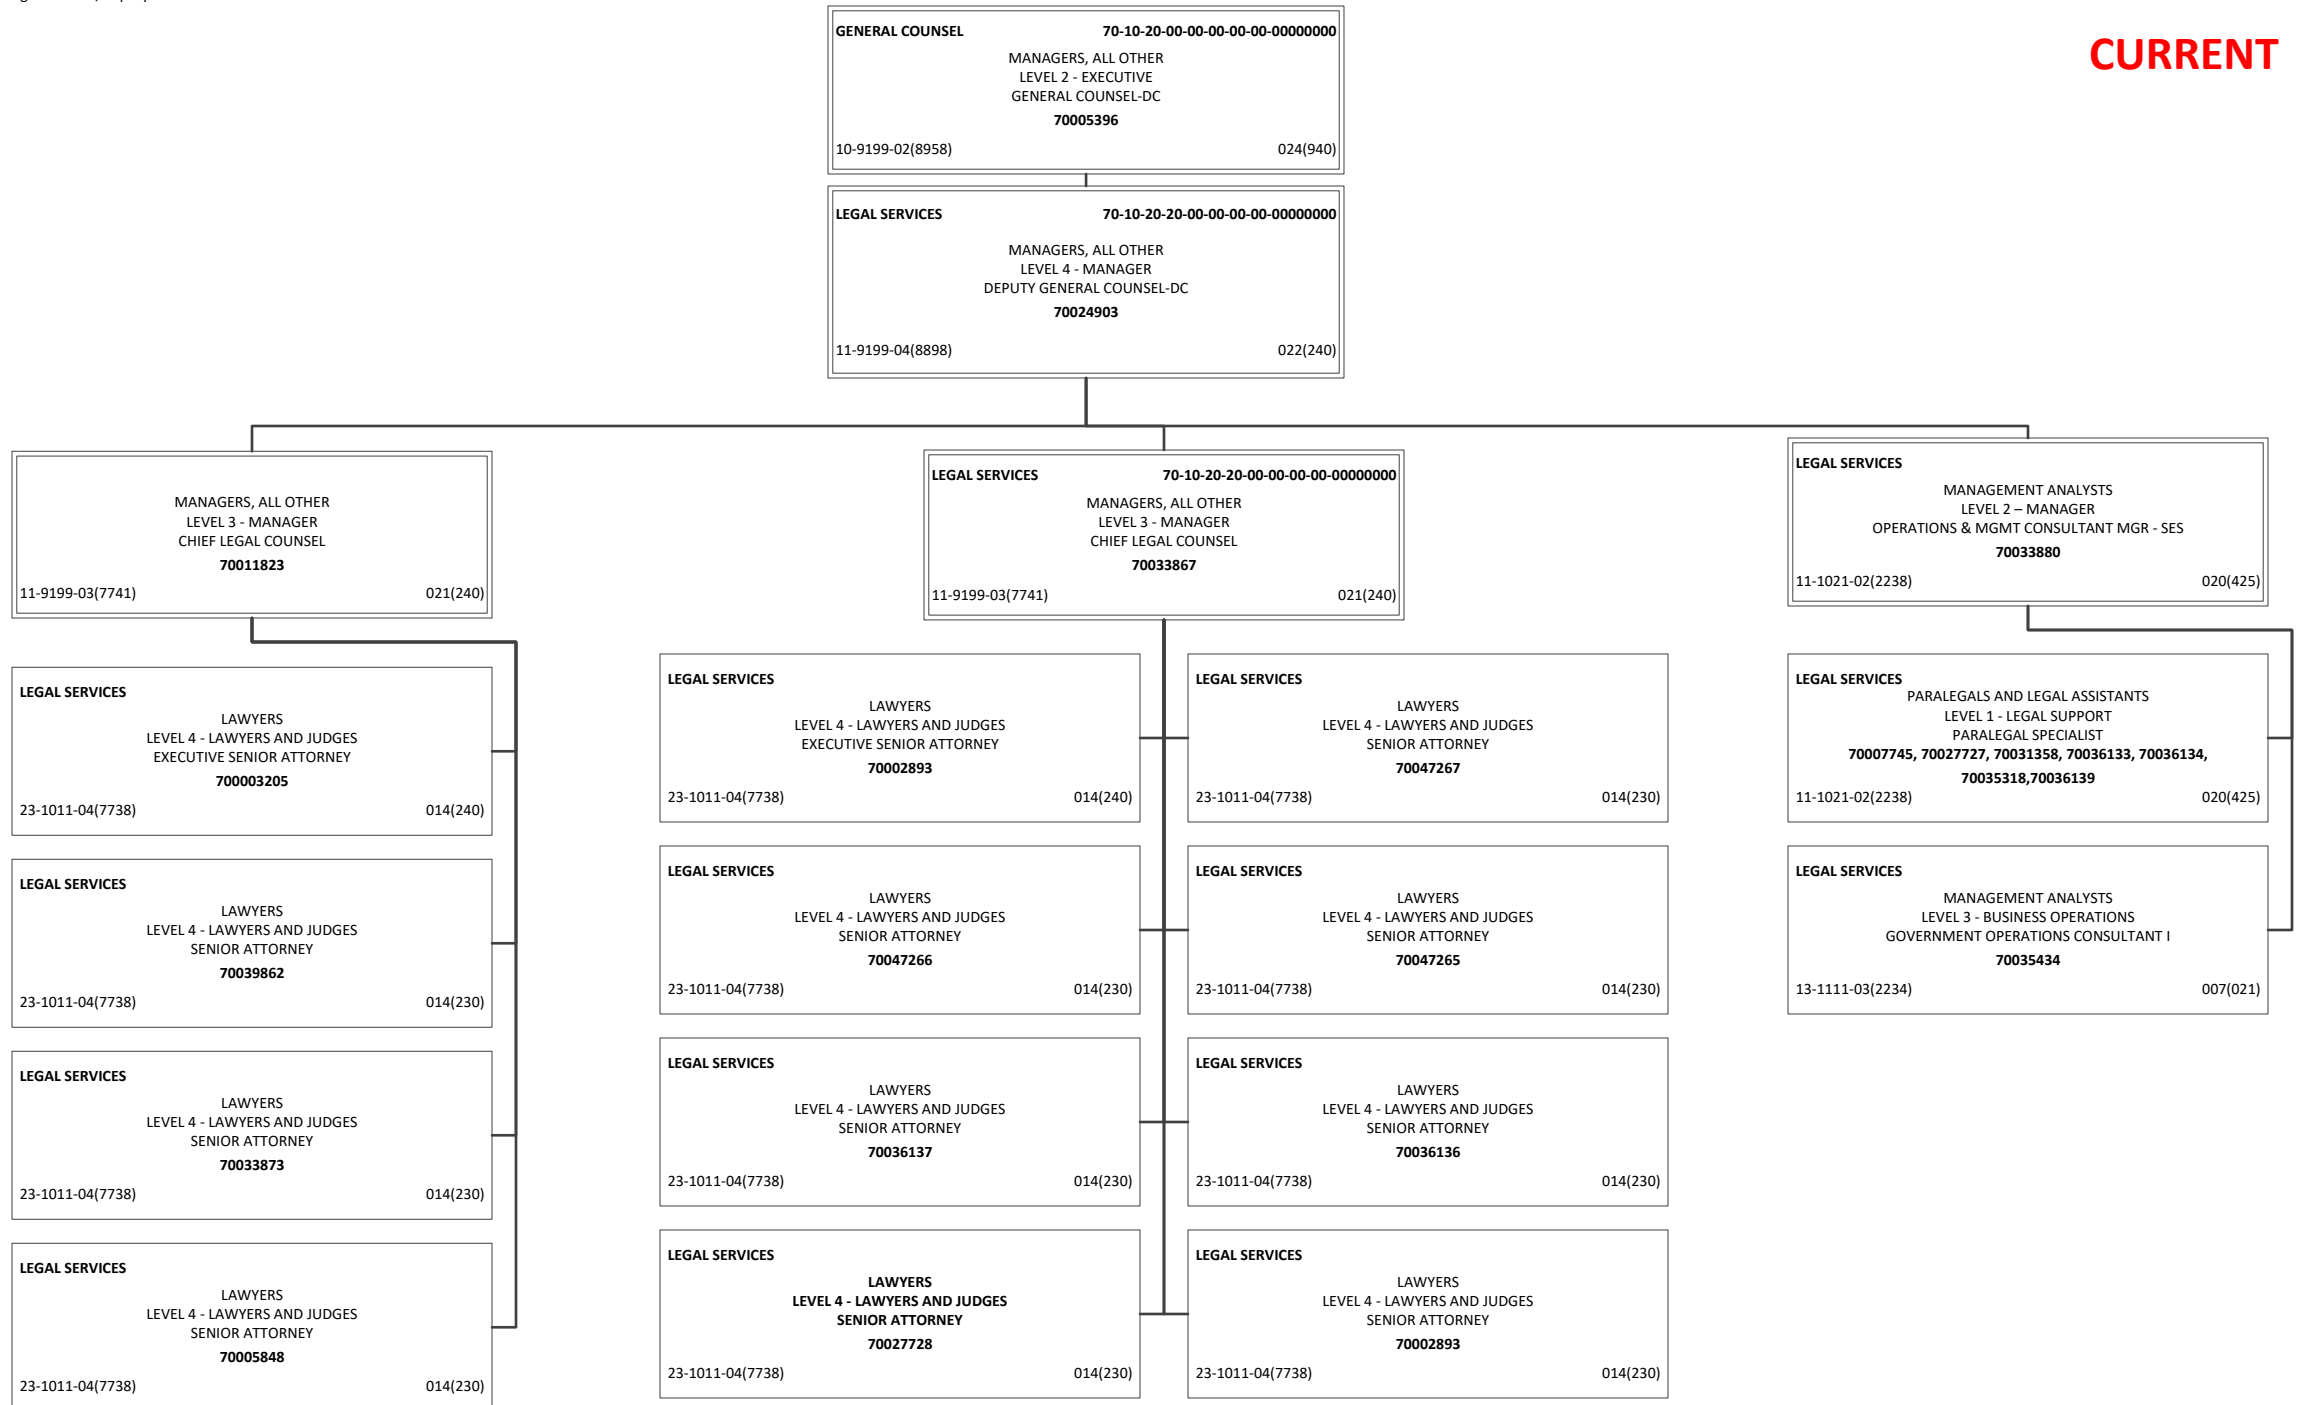 CURRENT
GENERAL COUNSEL 70-10-20-00-00-00-00-00-00000000
MANAGERS, ALL OTHER
LEVEL 2 - EXECUTIVE
GENERAL COUNSEL-DC
70005396
10-9199-02(8958) 024(940)
LEGAL SERVICES 70-10-20-20-00-00-00-00-00000000
MANAGERS, ALL OTHER
LEVEL 4 - MANAGER
DEPUTY GENERAL COUNSEL-DC
70024903
11-9199-04(8898) 022(240)
MANAGERS, ALL OTHER
LEVEL 3 - MANAGER
CHIEF LEGAL COUNSEL
70011823
11-9199-03(7741) 021(240)
LEGAL SERVICES
LAWYERS
LEVEL 4 - LAWYERS AND JUDGES
EXECUTIVE SENIOR ATTORNEY
700003205
23-1011-04(7738) 014(240)
LEGAL SERVICES
LAWYERS
LEVEL 4 - LAWYERS AND JUDGES
SENIOR ATTORNEY
70039862
23-1011-04(7738) 014(230)
LEGAL SERVICES
LAWYERS
LEVEL 4 - LAWYERS AND JUDGES
SENIOR ATTORNEY
70033873
23-1011-04(7738) 014(230)
LEGAL SERVICES
LAWYERS
LEVEL 4 - LAWYERS AND JUDGES
SENIOR ATTORNEY
70005848
23-1011-04(7738) 014(230)
LEGAL SERVICES 70-10-20-20-00-00-00-00-00000000
MANAGERS, ALL OTHER
LEVEL 3 - MANAGER
CHIEF LEGAL COUNSEL
70033867
11-9199-03(7741) 021(240)
LEGAL SERVICES
LAWYERS
LEVEL 4 - LAWYERS AND JUDGES
EXECUTIVE SENIOR ATTORNEY
70002893
23-1011-04(7738) 014(240)
LEGAL SERVICES
LAWYERS
LEVEL 4 - LAWYERS AND JUDGES
SENIOR ATTORNEY
70047267
23-1011-04(7738) 014(230)
LEGAL SERVICES
LAWYERS
LEVEL 4 - LAWYERS AND JUDGES
SENIOR ATTORNEY
70047266
23-1011-04(7738) 014(230)
LEGAL SERVICES
LAWYERS
LEVEL 4 - LAWYERS AND JUDGES
SENIOR ATTORNEY
70047265
23-1011-04(7738) 014(230)
LEGAL SERVICES
LAWYERS
LEVEL 4 - LAWYERS AND JUDGES
SENIOR ATTORNEY
70036137
23-1011-04(7738) 014(230)
LEGAL SERVICES
LAWYERS
LEVEL 4 - LAWYERS AND JUDGES
SENIOR ATTORNEY
70036136
23-1011-04(7738) 014(230)
LEGAL SERVICES
LAWYERS
LEVEL 4 - LAWYERS AND JUDGES
SENIOR ATTORNEY
70027728
23-1011-04(7738) 014(230)
LEGAL SERVICES
LAWYERS
LEVEL 4 - LAWYERS AND JUDGES
SENIOR ATTORNEY
70002893
23-1011-04(7738) 014(230)
LEGAL SERVICES
MANAGEMENT ANALYSTS
LEVEL 2 – MANAGER
OPERATIONS & MGMT CONSULTANT MGR - SES
70033880
11-1021-02(2238) 020(425)
LEGAL SERVICES
PARALEGALS AND LEGAL ASSISTANTS
LEVEL 1 - LEGAL SUPPORT
PARALEGAL SPECIALIST
70007745, 70027727, 70031358, 70036133, 70036134,
70035318,70036139
11-1021-02(2238) 020(425)
LEGAL SERVICES
MANAGEMENT ANALYSTS
LEVEL 3 - BUSINESS OPERATIONS
GOVERNMENT OPERATIONS CONSULTANT I
70035434
13-1111-03(2234) 007(021)